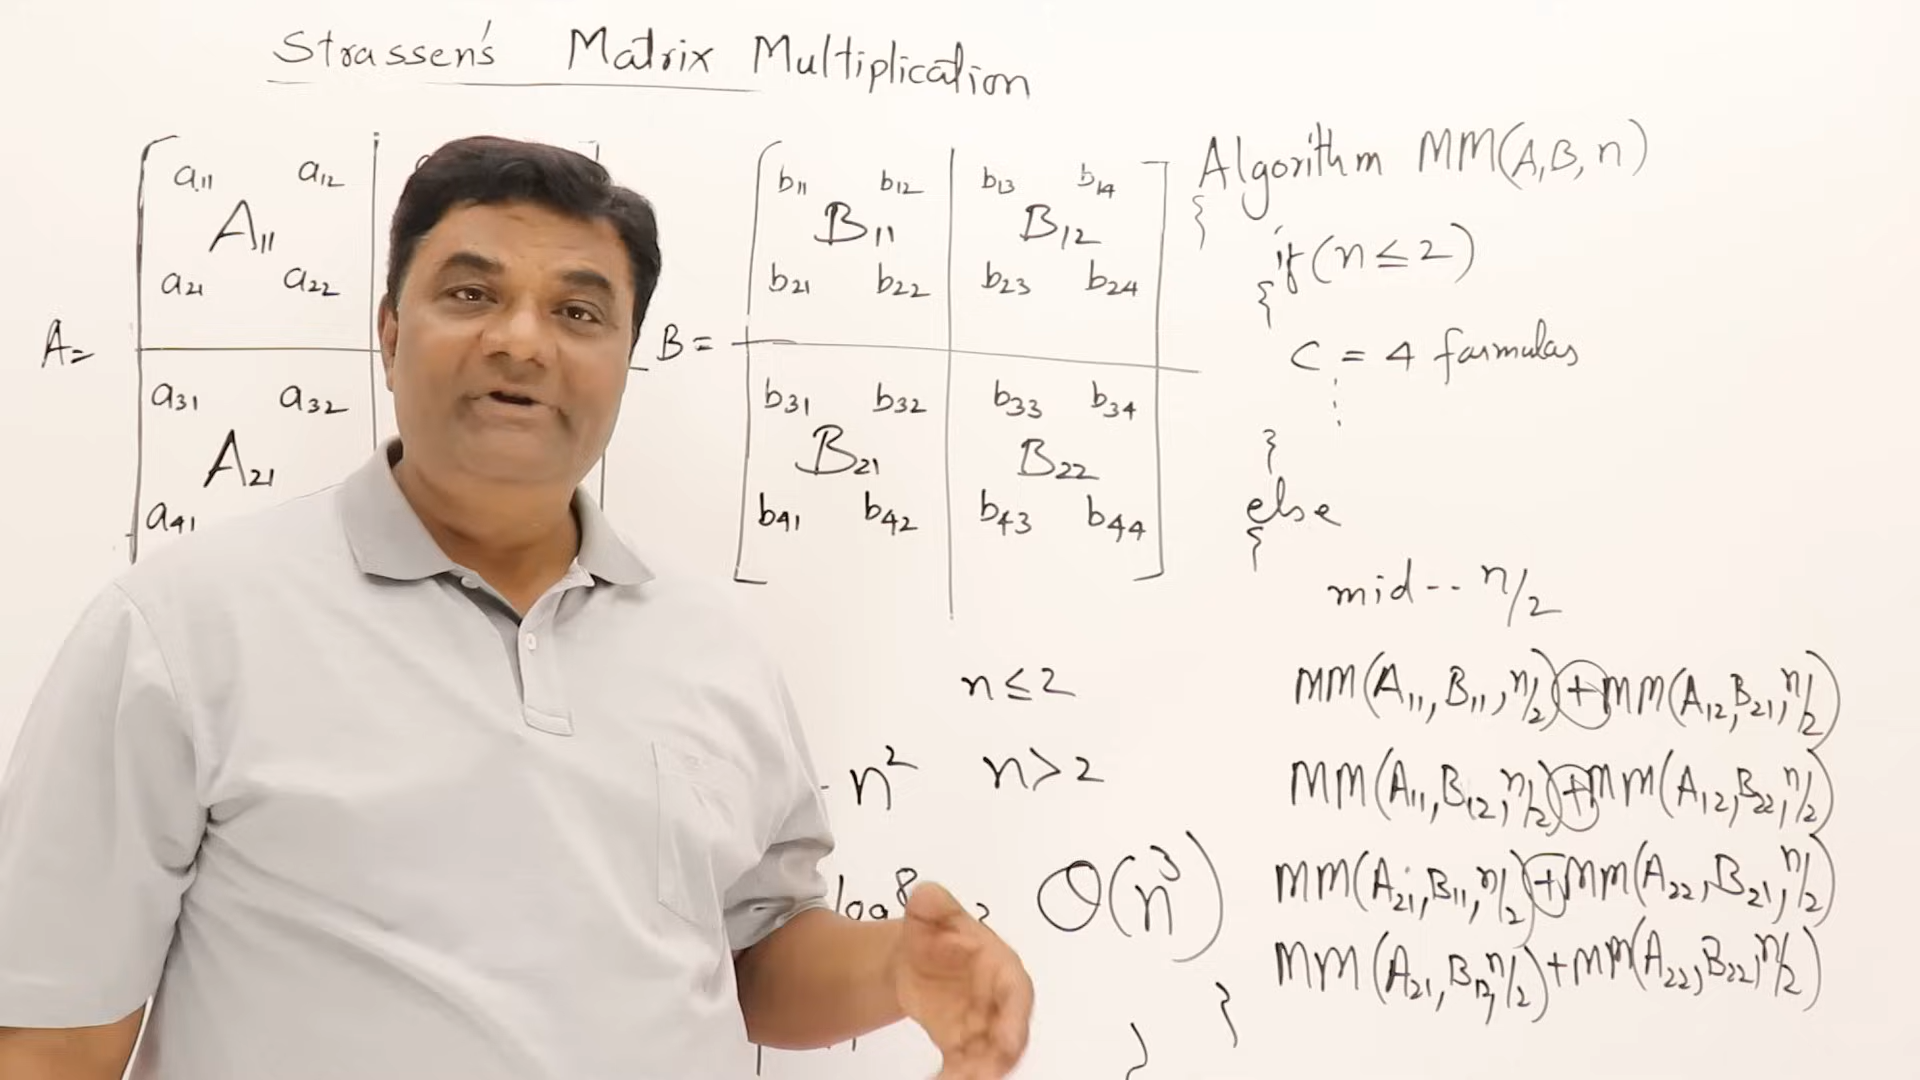 Strassen's Matrix Multiplication
A=
a11 a12
A11
a21 a22
a31 a32
A21
a41
B=
b11 b12 b13 b14
B11 B12
b21 b22 b23 b24
b31 b32 b33 b34
B21 B22
b41 b42 b43 b44
n≤2
n² n>2
log 8
O(n³)
Algorithm MM(A,B,n)
{
if(n≤2)
{
C = 4 formulas
}
else
{
mid -- n/2
MM(A11,B11,n/2)+MM(A12,B21,n/2)
MM(A11,B12,n/2)+MM(A12,B22,n/2)
MM(A21,B11,n/2)+MM(A22,B21,n/2)
MM(A21,B12,n/2)+MM(A22,B22,n/2)
}
}